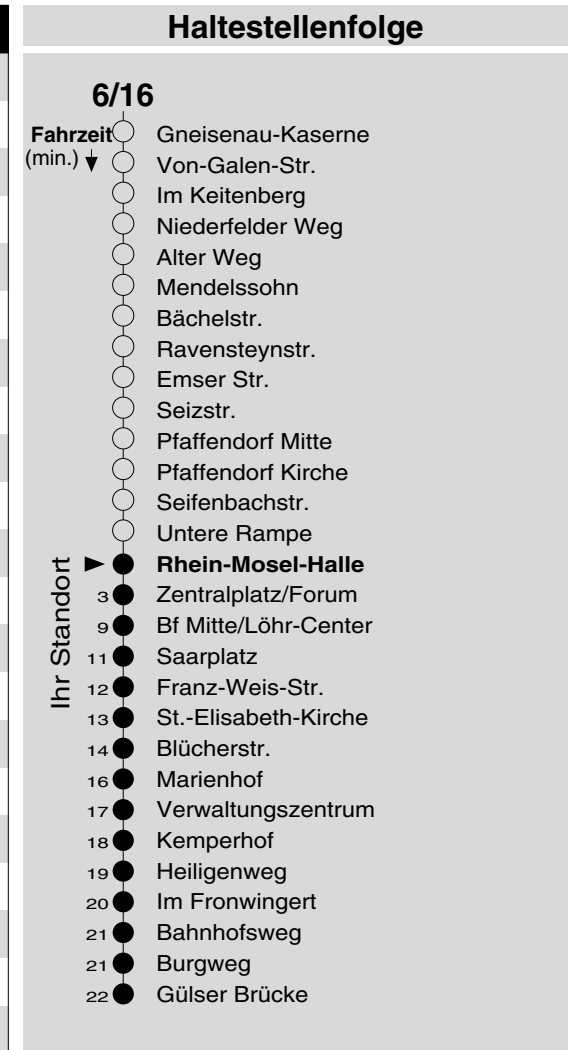 Haltestellenfolge
6/16
Fahrzeit
(min.)
Gneisenau-Kaserne
Von-Galen-Str.
Im Keitenberg
Niederfelder Weg
Alter Weg
Mendelssohn
Bächelstr.
Ravensteynstr.
Emser Str.
Seizstr.
Pfaffendorf Mitte
Pfaffendorf Kirche
Seifenbachstr.
Untere Rampe
Ihr Standort
Rhein-Mosel-Halle
3 Zentralplatz/Forum
9 Bf Mitte/Löhr-Center
11 Saarplatz
12 Franz-Weis-Str.
13 St.-Elisabeth-Kirche
14 Blücherstr.
16 Marienhof
17 Verwaltungszentrum
18 Kemperhof
19 Heiligenweg
20 Im Fronwingert
21 Bahnhofsweg
21 Burgweg
22 Gülser Brücke